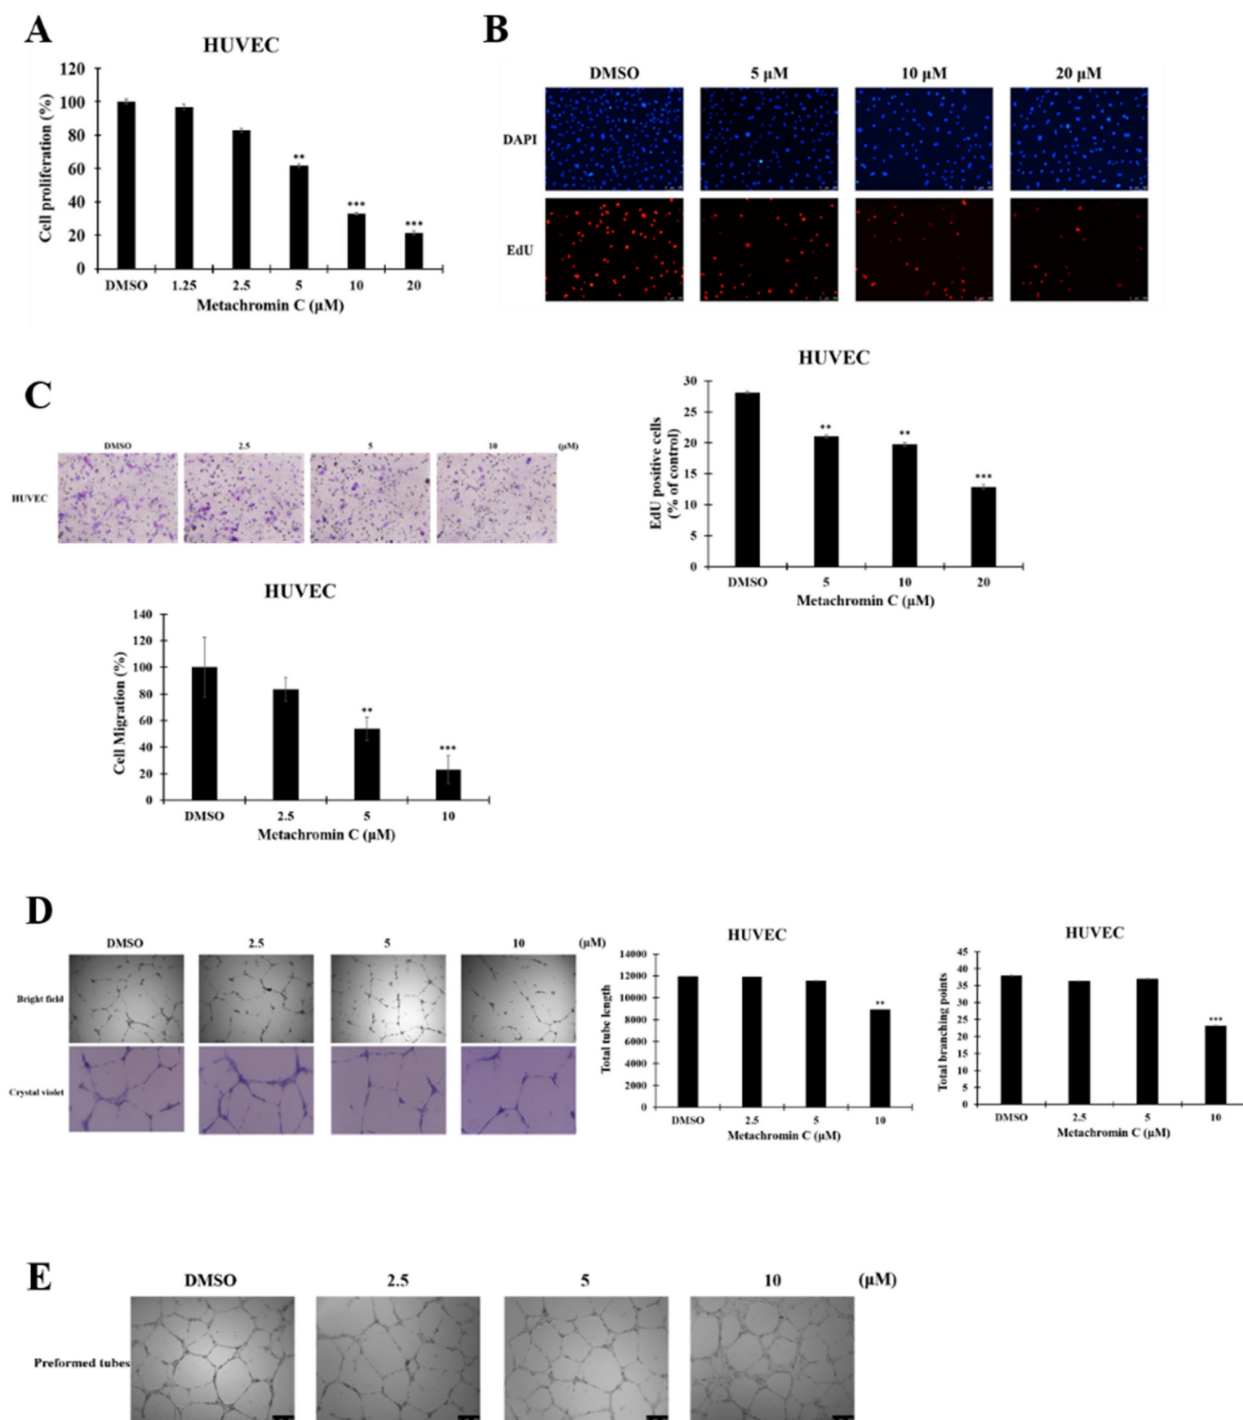 A
HUVEC
120
100
80
60
40
20
0
Cell proliferation (%)
**
***
***
DMSO 1.25 2.5 5 10 20
Metachromin C (µM)
B
DMSO 5 µM 10 µM 20 µM
DAPI
EdU
HUVEC
30
25
20
15
10
5
0
EdU positive cells
(% of control)
**
**
***
DMSO 5 10 20
Metachromin C (µM)
C
DMSO 2.5 5 10 (µM)
HUVEC
HUVEC
140
120
100
80
60
40
20
0
Cell Migration (%)
**
***
DMSO 2.5 5 10
Metachromin C (µM)
D
DMSO 2.5 5 10 (µM)
Bright field
Crystal violet
HUVEC
14000
12000
10000
8000
6000
4000
2000
0
Total tube length
**
DMSO 2.5 5 10
Metachromin C (µM)
HUVEC
45
40
35
30
25
20
15
10
5
0
Total branching points
***
DMSO 2.5 5 10
Metachromin C (µM)
E
DMSO 2.5 5 10 (µM)
Preformed tubes